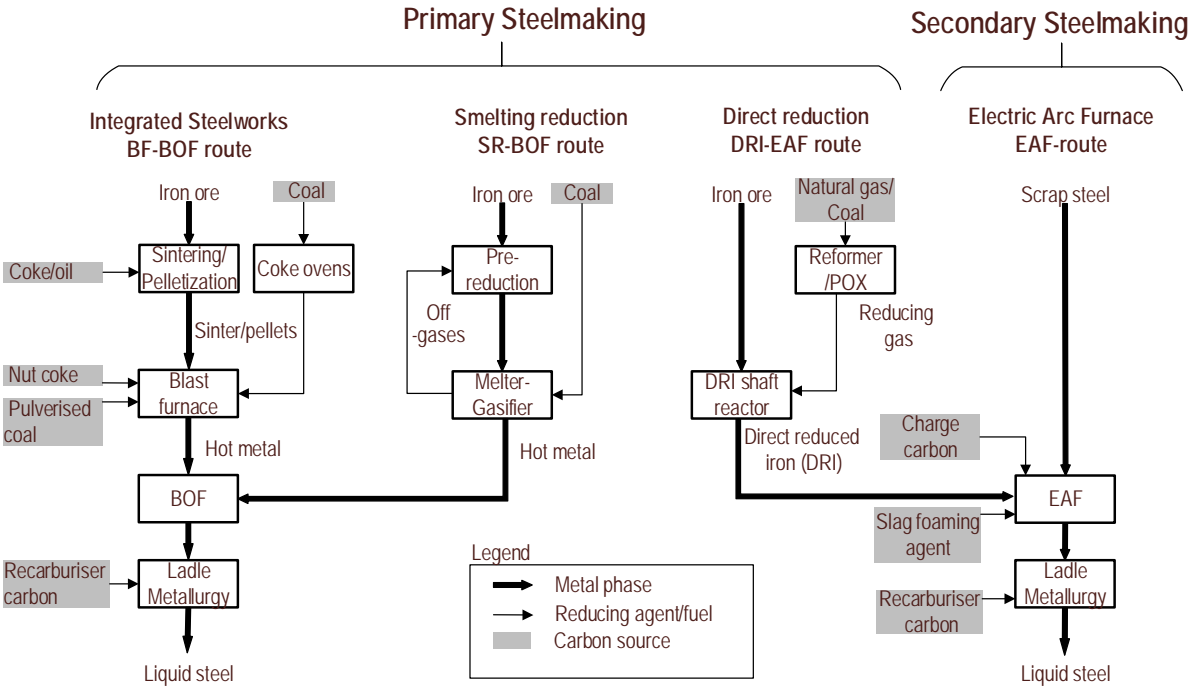 Primary Steelmaking
Secondary Steelmaking
Integrated Steelworks
BF-BOF route
Smelting reduction
SR-BOF route
Direct reduction
DRI-EAF route
Electric Arc Furnace
EAF-route
Iron ore
Coal
Iron ore
Coal
Iron ore
Natural gas/
Coal
Scrap steel
Coke/oil
Sintering/
Pelletization
Coke ovens
Pre-
reduction
Reformer
/POX
Sinter/pellets
Off
-gases
Reducing
gas
Nut coke
Pulverised
coal
Blast
furnace
Melter-
Gasifier
DRI shaft
reactor
Hot metal
Hot metal
Direct reduced
iron (DRI)
Charge
carbon
BOF
EAF
Slag foaming
agent
Recarburiser
carbon
Ladle
Metallurgy
Legend
Metal phase
Reducing agent/fuel
Carbon source
Recarburiser
carbon
Ladle
Metallurgy
Liquid steel
Liquid steel